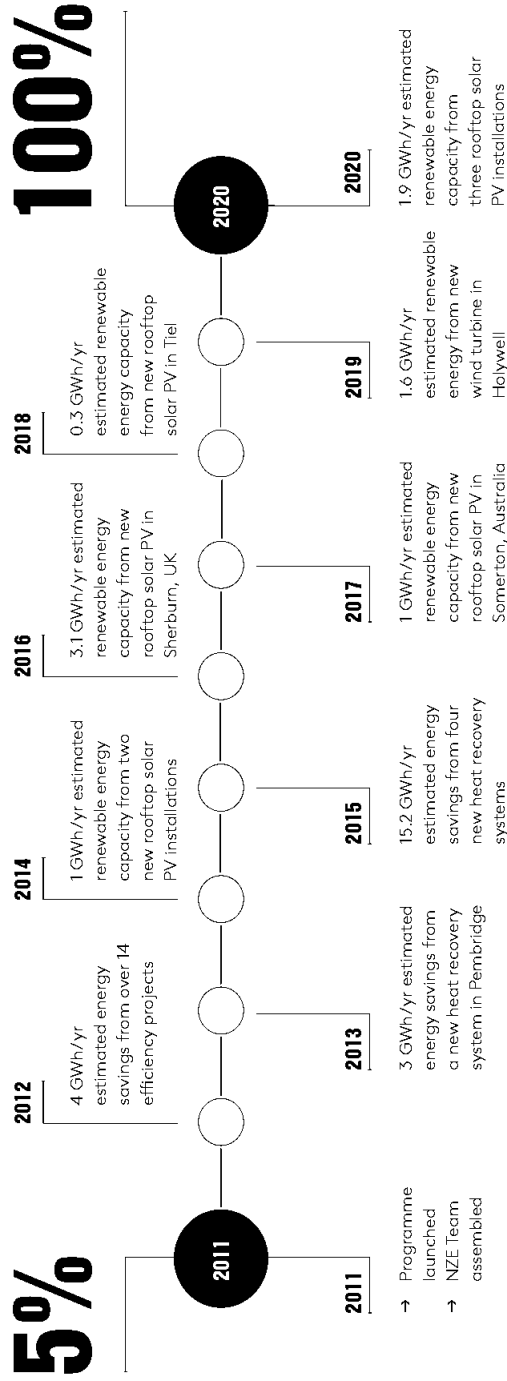 5%
100%
2011
2020
2011
→ Programme
launched
→ NZE Team
assembled
2012
4 GWh/yr
estimated energy
savings from over 14
efficiency projects
2013
3 GWh/yr estimated
energy savings from
a new heat recovery
system in Pembridge
2014
1 GWh/yr estimated
renewable energy
capacity from two
new rooftop solar
PV installations
2015
15.2 GWh/yr
estimated energy
savings from four
new heat recovery
systems
2016
3.1 GWh/yr estimated
renewable energy
capacity from new
rooftop solar PV in
Sherburn, UK
2017
1 GWh/yr estimated
renewable energy
capacity from new
rooftop solar PV in
Somerton, Australia
2018
0.3 GWh/yr
estimated renewable
energy capacity
from new rooftop
solar PV in Tiel
2019
1.6 GWh/yr
estimated renewable
energy from new
wind turbine in
Holywell
2020
1.9 GWh/yr estimated
renewable energy
capacity from
three rooftop solar
PV installations